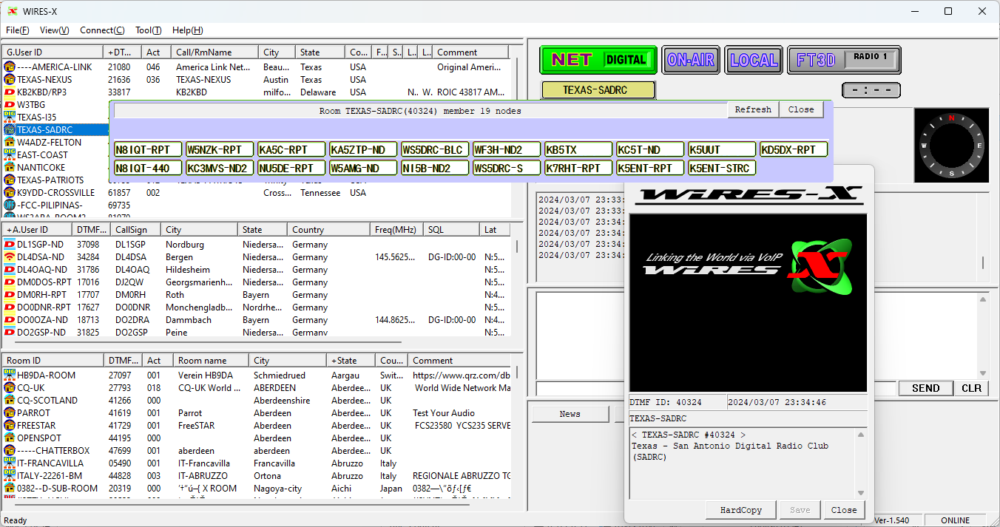 WIRES-X
File(F) View(V) Connect(C) Tool(T) Help(H)
G.User ID +DT... Act Call/RmName City State Co... F... S.. L.. L.. Comment
----AMERICA-LINK 21080 046 America Link Net... Beau... Texas USA Original Ameri...
TEXAS-NEXUS 21636 036 TEXAS-NEXUS Austin Texas USA
KB2KBD/RP3 33817 KB2KBD milfo... Delaware USA N.. W. ROIC 43817 AM...
W3TBG
TEXAS-I35
TEXAS-SADRC
W4ADZ-FELTON
EAST-COAST
NANTICOKE
TEXAS-PATRIOTS
K9YDD-CROSSVILLE 61857 002 Cross... Tennessee USA
-FCC-PILIPINAS- 69735
NET DIGITAL ON-AIR LOCAL FT3D RADIO 1
TEXAS-SADRC
- : - -
Room TEXAS-SADRC(40324) member 19 nodes Refresh Close
N8IQT-RPT W5NZK-RPT KA5C-RPT KA5ZTP-ND WS5DRC-BLC WF3H-ND2 KB5TX KC5T-ND K5UUT KD5DX-RPT
N8IQT-440 KC3MVS-ND2 NU5DE-RPT W5AMG-ND NI5B-ND2 WS5DRC-S K7RHT-RPT K5ENT-RPT K5ENT-STRC
N
W E
S
2024/03/07 23:33:
2024/03/07 23:33:
2024/03/07 23:34:
2024/03/07 23:34:
2024/03/07 23:34:
2024/03/07 23:34:
+A.User ID DTMF... CallSign City State Country Freq(MHz) SQL Lat
DL1SGP-ND 37098 DL1SGP Nordburg Niedersa... Germany N:5...
DL4DSA-ND 34284 DL4DSA Bergen Niedersa... Germany 145.5625... DG-ID:00-00 N:5...
DL4OAQ-ND 31786 DL4OAQ Hildesheim Niedersa... Germany N:5...
DM0DOS-RPT 17016 DJ2QW Georgsmarienh... Niedersa... Germany N:5...
DM0RH-RPT 17707 DM0RH Roth Bayern Germany N:4...
DO0DNR-RPT 17627 DO0DNR Monchengladb... Nordrhe... Germany N:5...
DO0OZA-ND 18713 DO2DRA Dammbach Bayern Germany 144.8625... DG-ID:00-00 N:4...
DO2GSP-ND 31825 DO2GSP Peine Niedersa... Germany N:5...
Room ID DTMF... Act Room name City +State Cou... Comment
HB9DA-ROOM 27097 001 Verein HB9DA Schmiedrued Aargau Swit... https://www.qrz.com/db
CQ-UK 27793 018 CQ-UK World ... ABERDEEN Aberdee... UK World Wide Network Ma
CQ-SCOTLAND 41266 000 Aberdeenshire Aberdee... UK
PARROT 41619 001 Parrot Aberdeen Aberdee... UK Test Your Audio
FREESTAR 41729 001 FreeSTAR Aberdeen Aberdee... UK FCS23580 YCS235 SERVE
OPENSPOT 44195 000 Aberdeen Aberdee... UK
-----CHATTERBOX 47699 001 aberdeen aberdeen Aberdee... UK
IT-FRANCAVILLA 05490 001 IT-Francavilla Francavilla Abruzzo Italy
ITALY-22261-BM 44828 003 IT-ABRUZZO Ortona Abruzzo Italy REGIONALE ABRUZZO TG
0382--D-SUB-ROOM 20319 000 X ROOM Nagoya-city Aichi Japan
WIRES-X
Linking the World via VoIP
WIRES X
DTMF ID: 40324 2024/03/07 23:34:46
TEXAS-SADRC
< TEXAS-SADRC #40324 >
Texas - San Antonio Digital Radio Club
(SADRC)
HardCopy Save Close
SEND CLR
News
Ready Ver-1.540 ONLINE